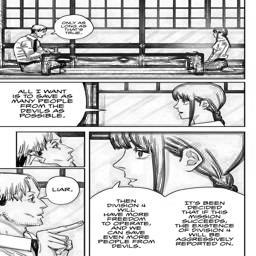 ONLY AS
LONG AS
THAT'S
TRUE.
ALL I WANT
IS TO SAVE AS
MANY PEOPLE
FROM THE
DEVILS AS
POSSIBLE.
IT'S BEEN
DECIDED
THAT IF THIS
MISSION
SUCCEEDS,
THE EXISTENCE
OF DIVISION 4
WILL BE
AGGRESSIVELY
REPORTED ON.
THEN
DIVISION 4
WILL
HAVE MORE
FREEDOM
TO OPERATE,
AND WE
CAN SAVE
EVEN MORE
PEOPLE FROM
DEVILS.
LIAR.